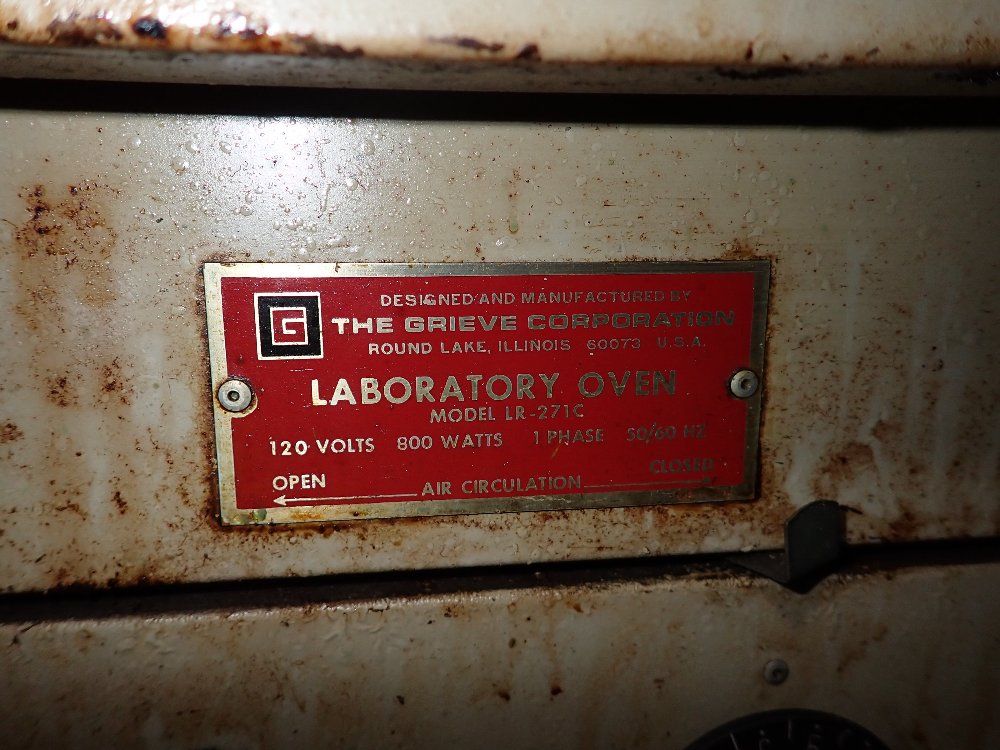 G
DESIGNED AND MANUFACTURED BY
THE GRIEVE CORPORATION
ROUND LAKE, ILLINOIS 60073 U.S.A.
LABORATORY OVEN
MODEL LR-271C
120 VOLTS 800 WATTS 1 PHASE 50/60 HZ
OPEN CLOSED
AIR CIRCULATION